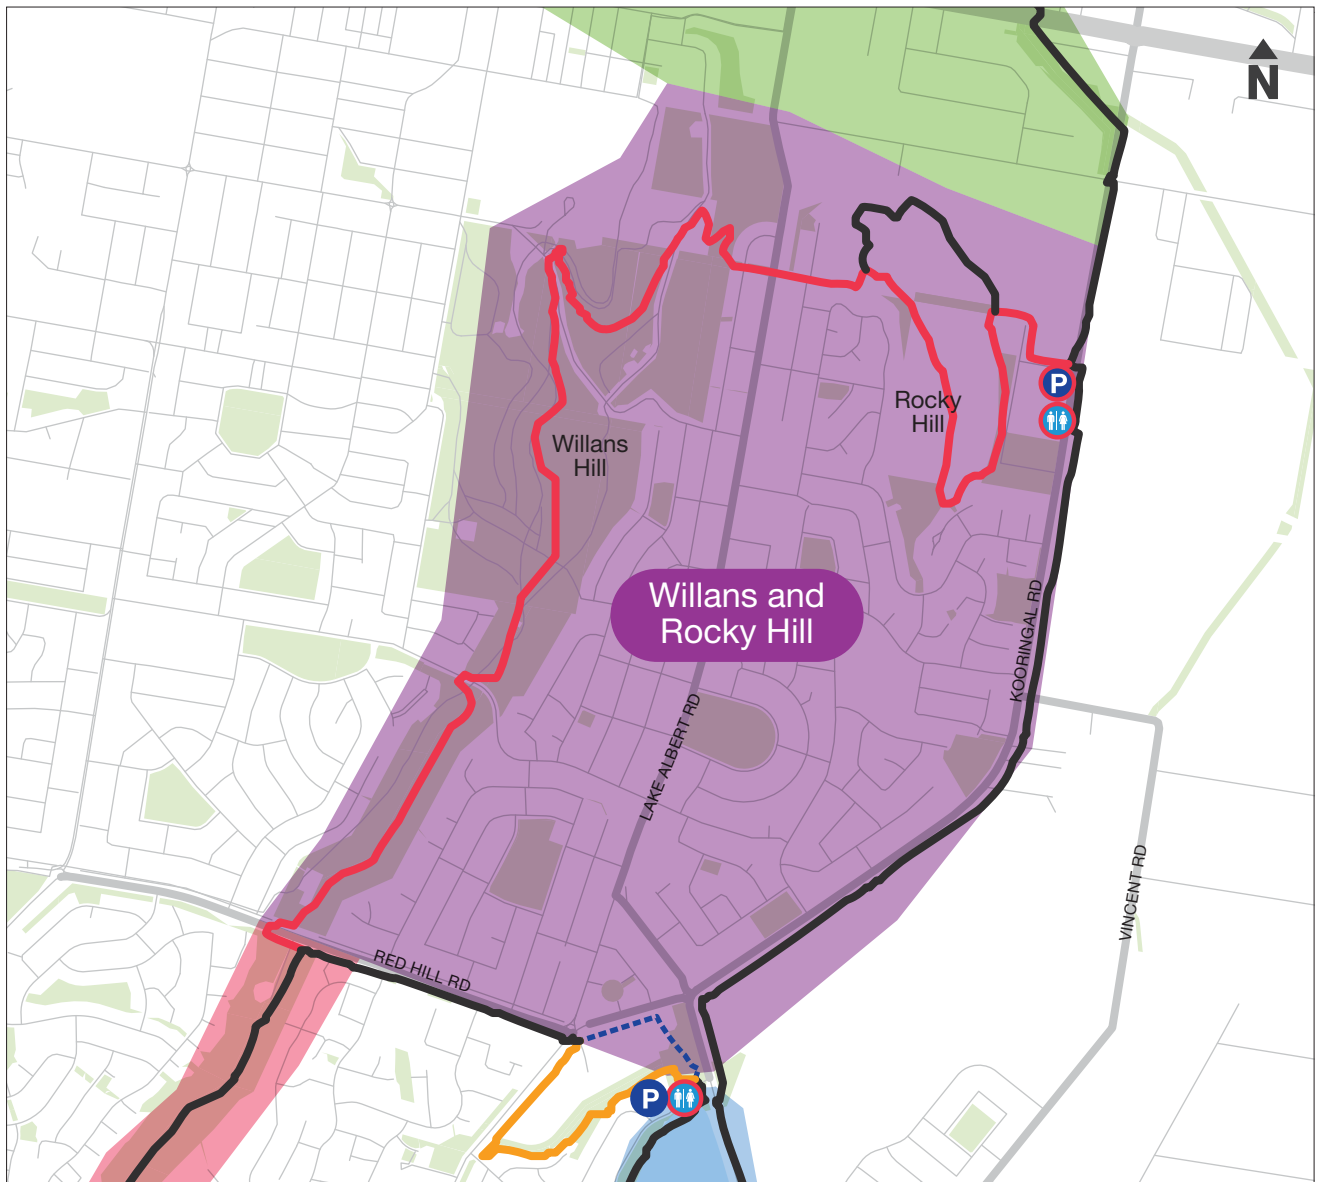 N
Rocky
Hill
P
Willans
Hill
Willans and
Rocky Hill
KOORINGAL RD
LAKE ALBERT RD
VINCENT RD
RED HILL RD
P